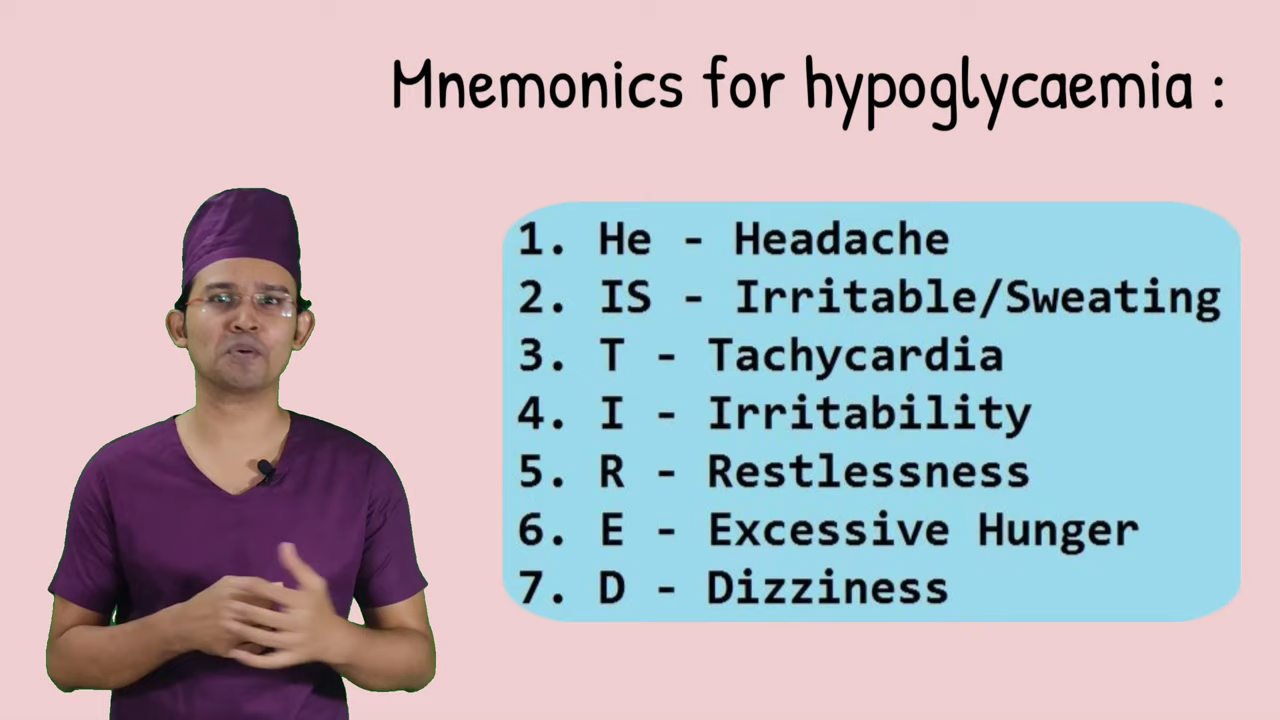 Mnemonics for hypoglycaemia :
1. He - Headache
2. IS - Irritable/Sweating
3. T - Tachycardia
4. I - Irritability
5. R - Restlessness
6. E - Excessive Hunger
7. D - Dizziness